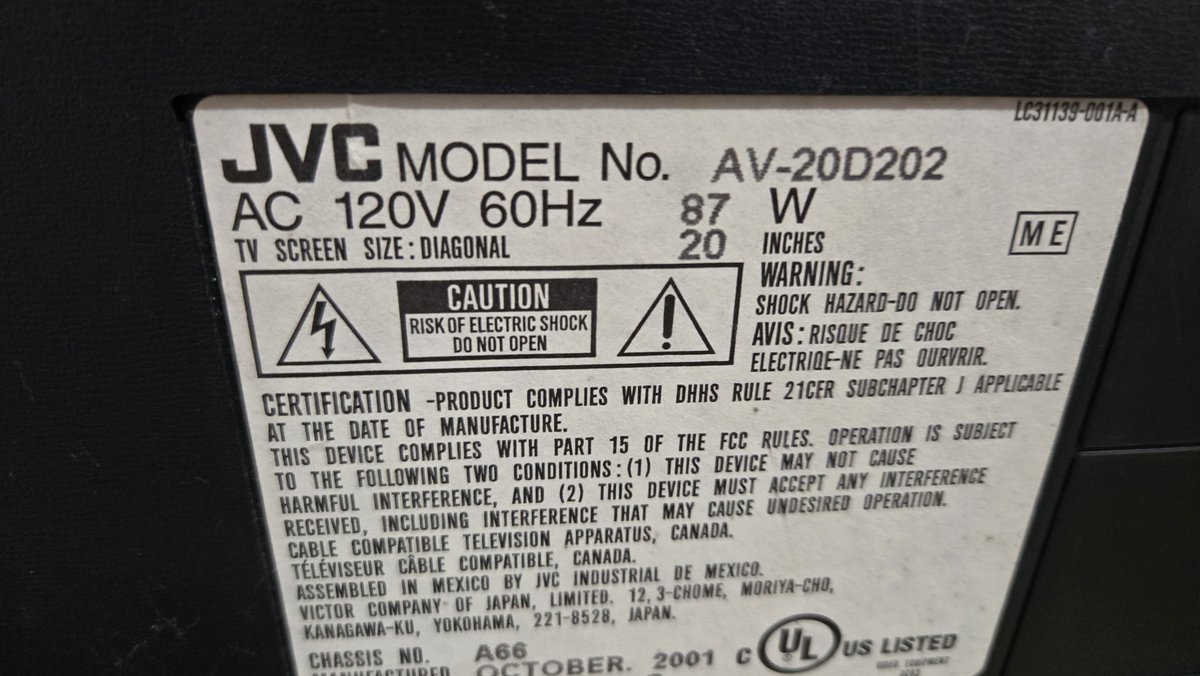 LC31139-001A-A
JVC MODEL No. AV-20D202
AC 120V 60Hz 87 W
TV SCREEN SIZE: DIAGONAL 20 INCHES
ME
CAUTION
RISK OF ELECTRIC SHOCK
DO NOT OPEN
WARNING:
SHOCK HAZARD-DO NOT OPEN.
AVIS: RISQUE DE CHOC
ELECTRIQE-NE PAS OURVRIR.
CERTIFICATION -PRODUCT COMPLIES WITH DHHS RULE 21CFR SUBCHAPTER J APPLICABLE
AT THE DATE OF MANUFACTURE.
THIS DEVICE COMPLIES WITH PART 15 OF THE FCC RULES. OPERATION IS SUBJECT
TO THE FOLLOWING TWO CONDITIONS: (1) THIS DEVICE MAY NOT CAUSE
HARMFUL INTERFERENCE, AND (2) THIS DEVICE MUST ACCEPT ANY INTERFERENCE
RECEIVED, INCLUDING INTERFERENCE THAT MAY CAUSE UNDESIRED OPERATION.
CABLE COMPATIBLE TELEVISION APPARATUS, CANADA.
TÉLÉVISEUR CÂBLE COMPATIBLE, CANADA.
ASSEMBLED IN MEXICO BY JVC INDUSTRIAL DE MEXICO.
VICTOR COMPANY OF JAPAN, LIMITED. 12, 3-CHOME, MORIYA-CHO,
KANAGAWA-KU, YOKOHAMA, 221-8528, JAPAN.
CHASSIS NO. A66
MANUFACTURED OCTOBER. 2001
C UL US LISTED